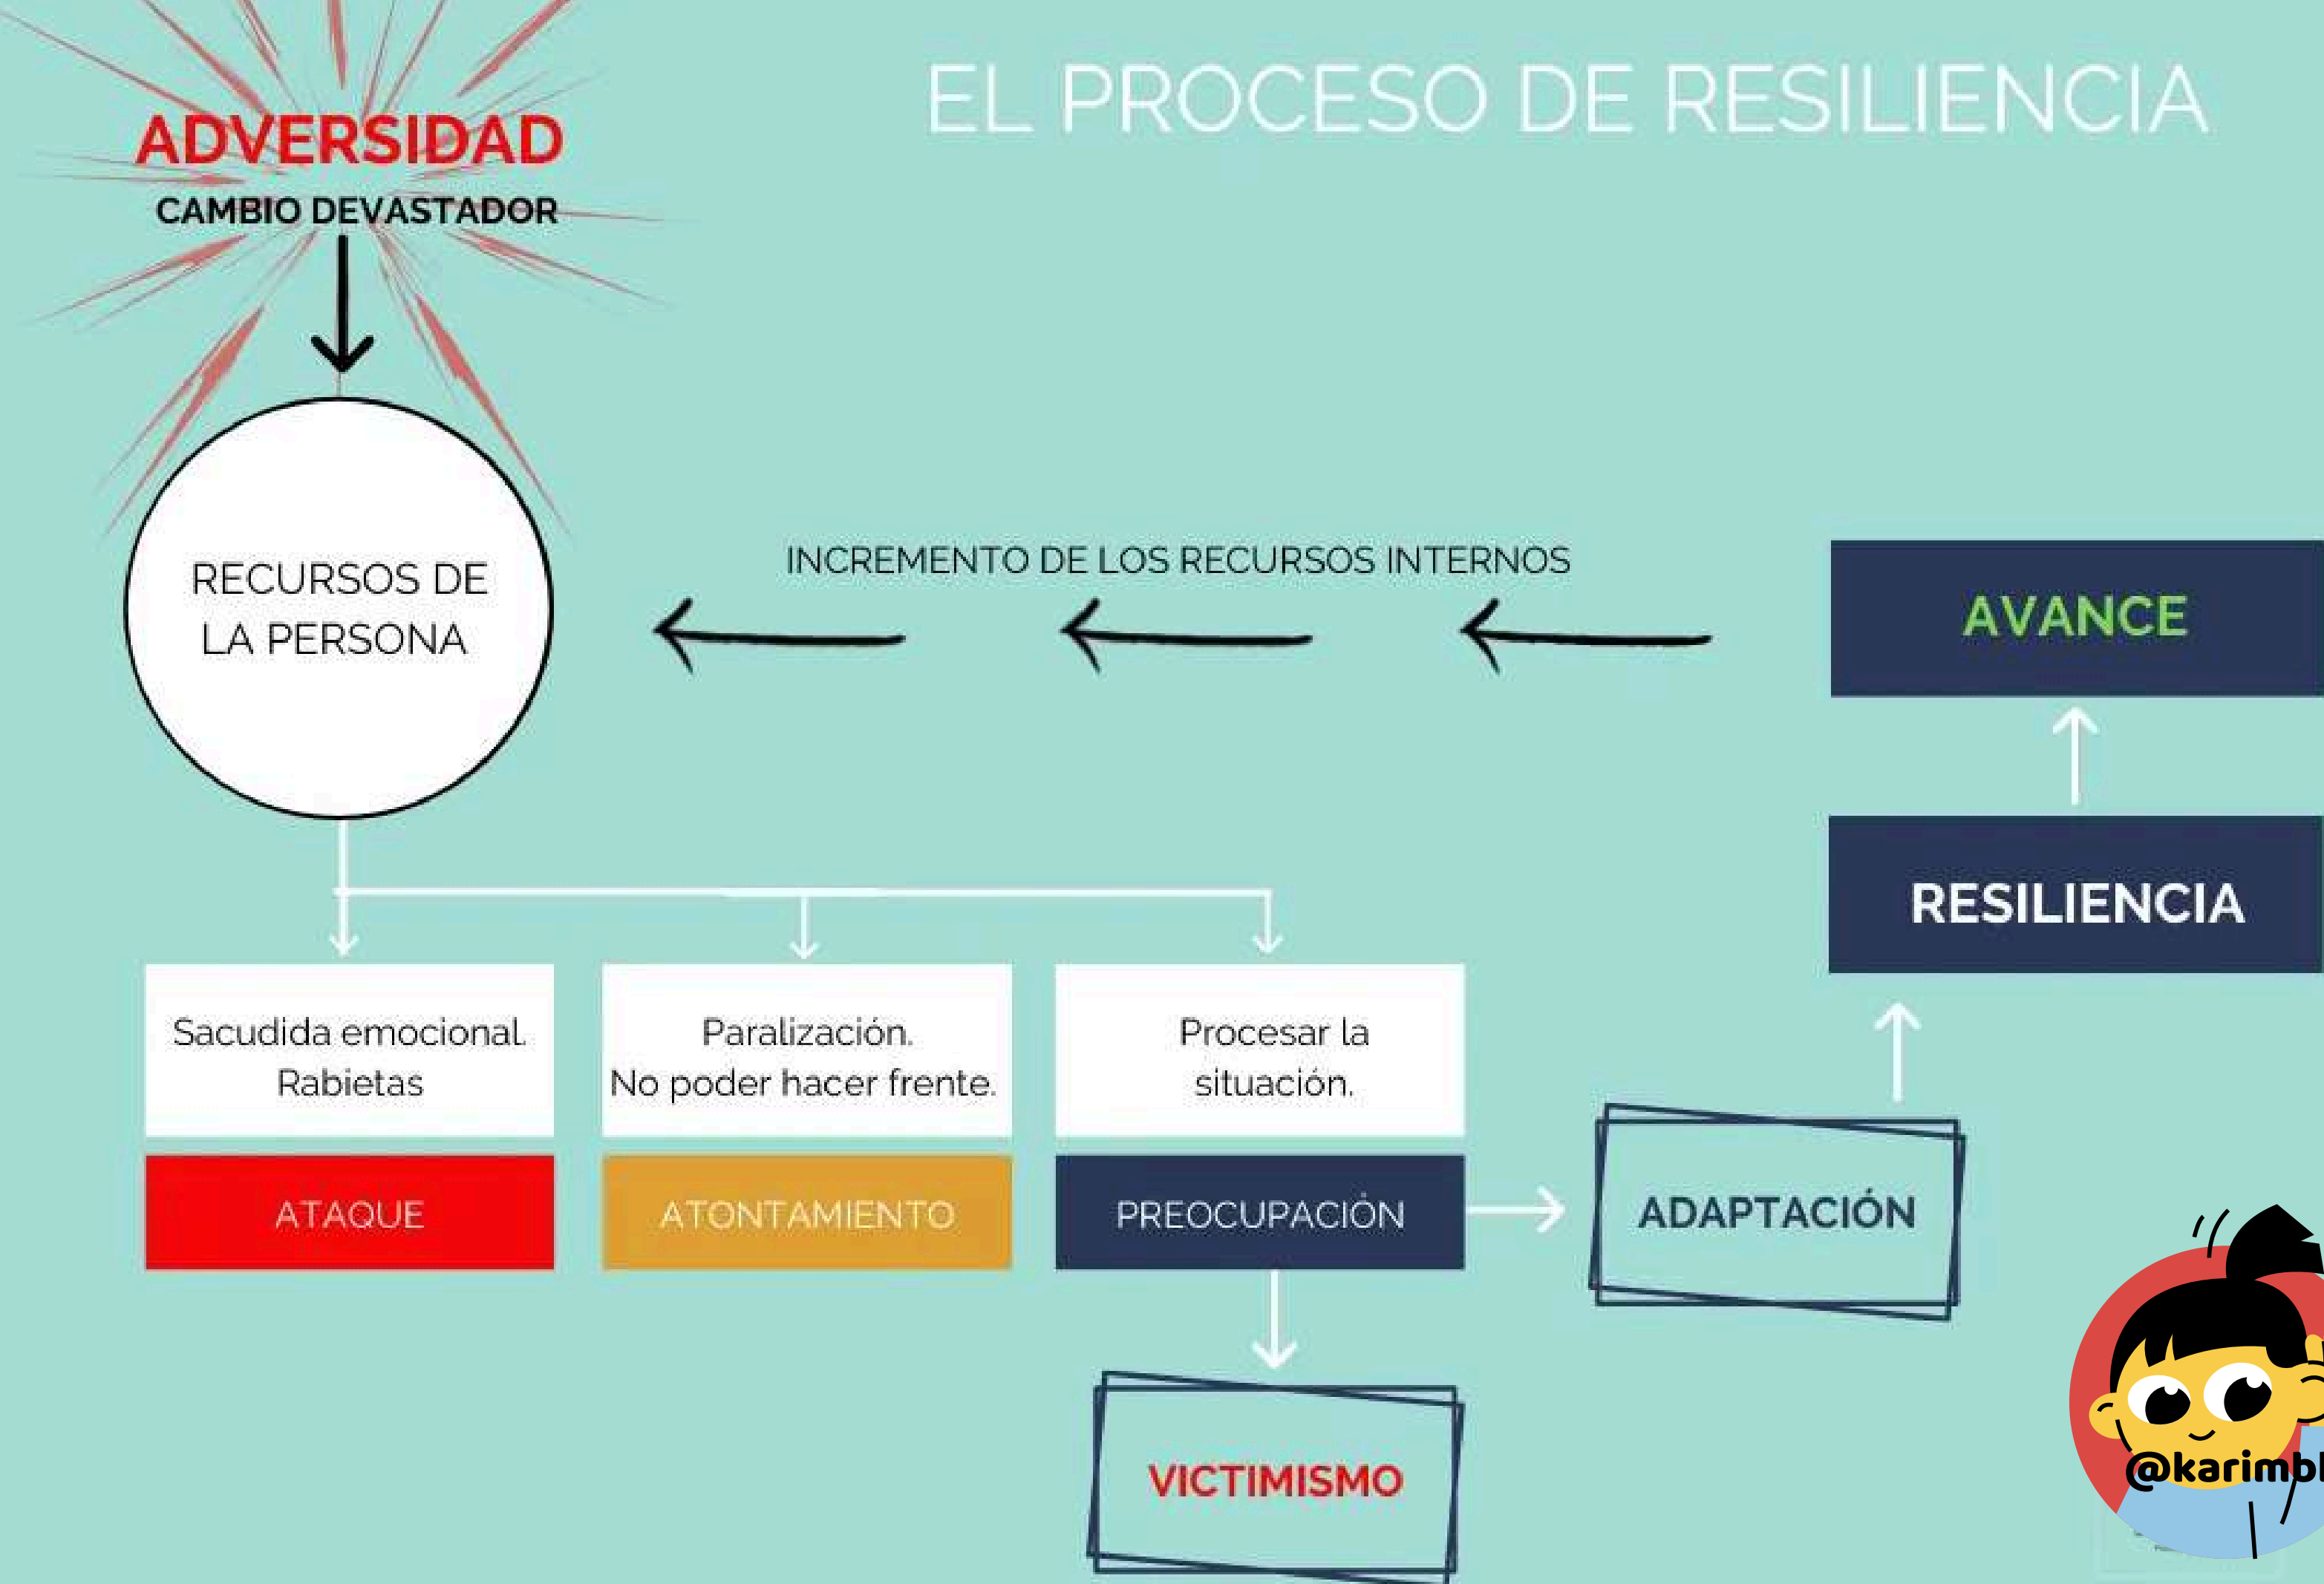 EL PROCESO DE RESILIENCIA
ADVERSIDAD
CAMBIO DEVASTADOR
RECURSOS DE
LA PERSONA
INCREMENTO DE LOS RECURSOS INTERNOS
AVANCE
RESILIENCIA
Sacudida emocional.
Rabietas
ATAQUE
Paralización.
No poder hacer frente.
ATONTAMIENTO
Procesar la
situación.
PREOCUPACIÓN
ADAPTACIÓN
VICTIMISMO